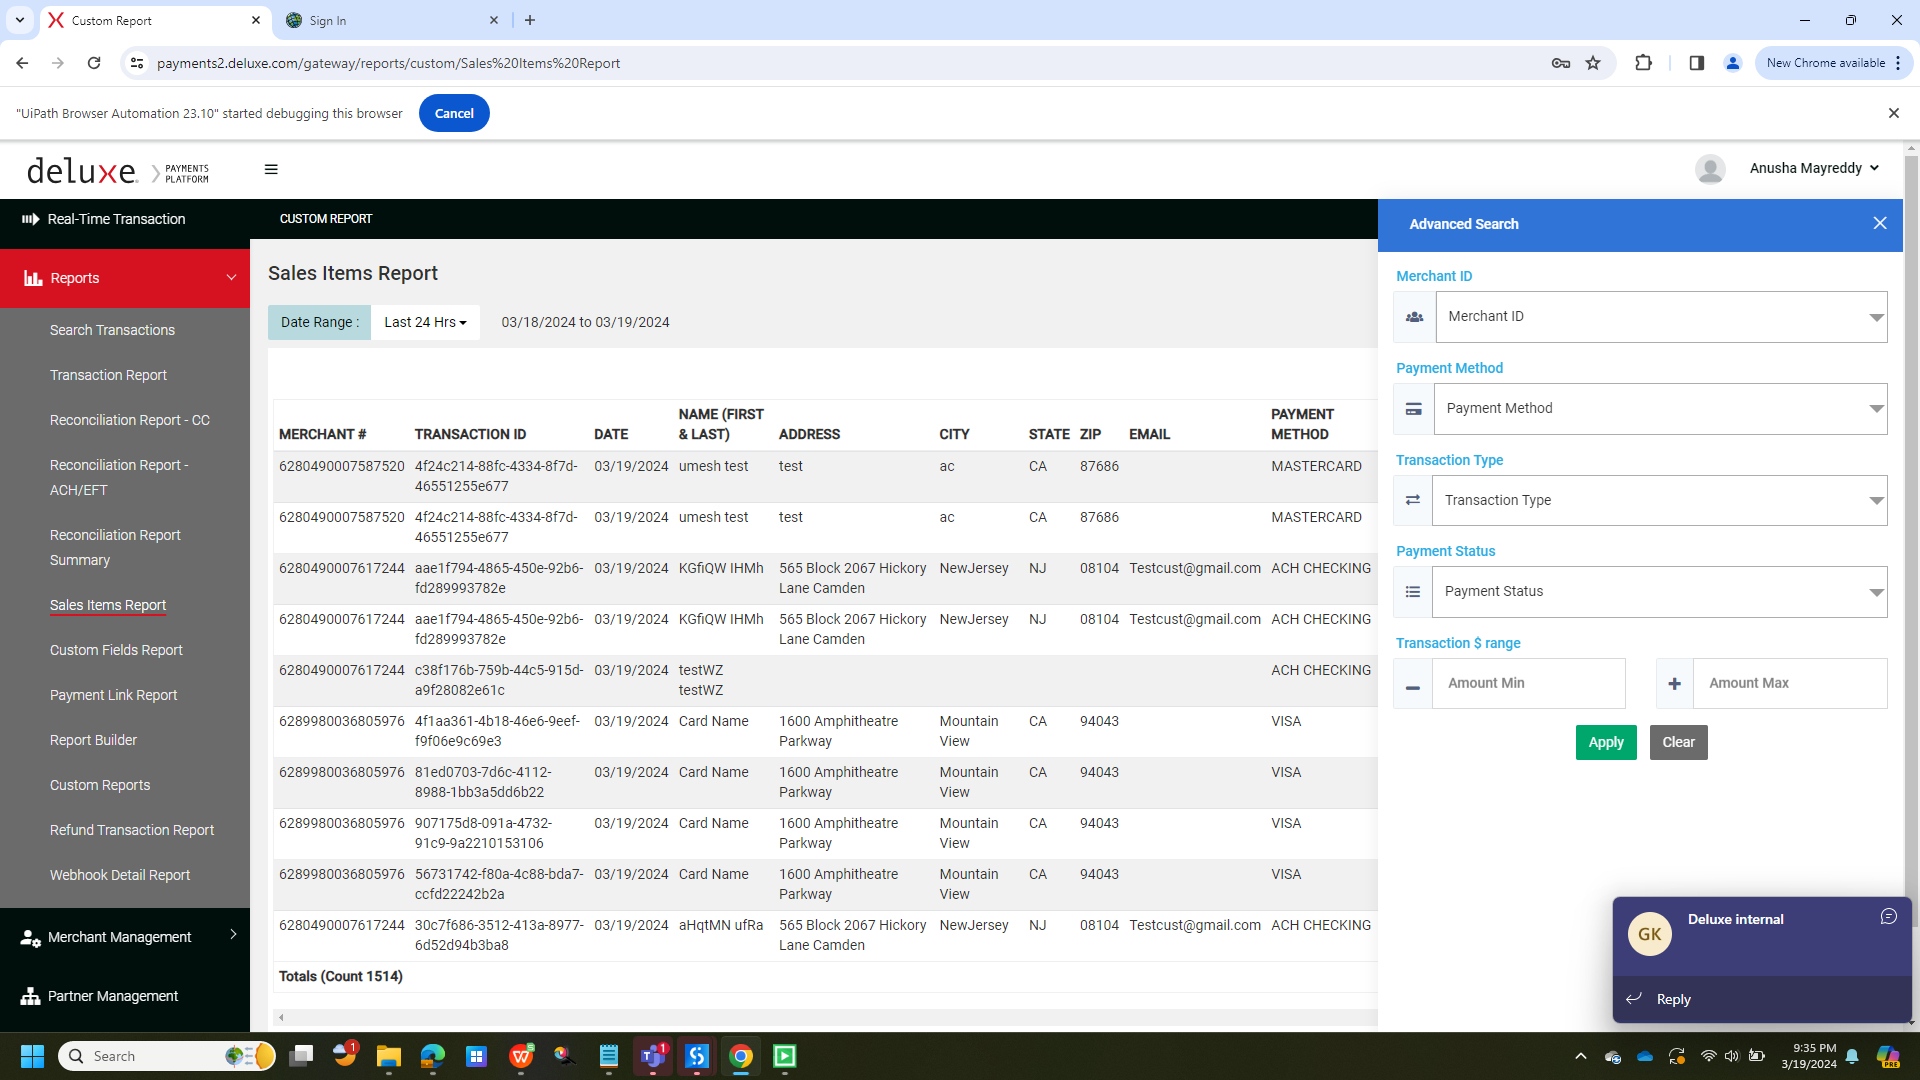 Custom Report
Sign In
payments2.deluxe.com/gateway/reports/custom/Sales%20Items%20Report
New Chrome available
"UiPath Browser Automation 23.10" started debugging this browser
Cancel
deluxe
PAYMENTS
PLATFORM
Anusha Mayreddy
Real-Time Transaction
Reports
Search Transactions
Transaction Report
Reconciliation Report - CC
Reconciliation Report -
ACH/EFT
Reconciliation Report
Summary
Sales Items Report
Custom Fields Report
Payment Link Report
Report Builder
Custom Reports
Refund Transaction Report
Webhook Detail Report
Merchant Management
Partner Management
CUSTOM REPORT
Sales Items Report
Date Range : Last 24 Hrs 03/18/2024 to 03/19/2024
MERCHANT # TRANSACTION ID DATE NAME (FIRST & LAST) ADDRESS CITY STATE ZIP EMAIL PAYMENT METHOD
6280490007587520 4f24c214-88fc-4334-8f7d- 03/19/2024 umesh test test ac CA 87686 MASTERCARD
46551255e677
6280490007587520 4f24c214-88fc-4334-8f7d- 03/19/2024 umesh test test ac CA 87686 MASTERCARD
46551255e677
6280490007617244 aae1f794-4865-450e-92b6- 03/19/2024 KGfiQW IHMh 565 Block 2067 Hickory NewJersey NJ 08104 Testcust@gmail.com ACH CHECKING
fd289993782e Lane Camden
6280490007617244 aae1f794-4865-450e-92b6- 03/19/2024 KGfiQW IHMh 565 Block 2067 Hickory NewJersey NJ 08104 Testcust@gmail.com ACH CHECKING
fd289993782e Lane Camden
6280490007617244 c38f176b-759b-44c5-915d- 03/19/2024 testWZ ACH CHECKING
a9f28082e61c testWZ
6289980036805976 4f1aa361-4b18-46e6-9eef- 03/19/2024 Card Name 1600 Amphitheatre Mountain CA 94043 VISA
f9f06e9c69e3 Parkway View
6289980036805976 81ed0703-7d6c-4112- 03/19/2024 Card Name 1600 Amphitheatre Mountain CA 94043 VISA
8988-1bb3a5dd6b22 Parkway View
6289980036805976 907175d8-091a-4732- 03/19/2024 Card Name 1600 Amphitheatre Mountain CA 94043 VISA
91c9-9a2210153106 Parkway View
6289980036805976 56731742-f80a-4c88-bda7- 03/19/2024 Card Name 1600 Amphitheatre Mountain CA 94043 VISA
ccfd22242b2a Parkway View
6280490007617244 30c7f686-3512-413a-8977- 03/19/2024 aHqtMN ufRa 565 Block 2067 Hickory NewJersey NJ 08104 Testcust@gmail.com ACH CHECKING
6d52d94b3ba8 Lane Camden
Totals (Count 1514)
Advanced Search
Merchant ID
Merchant ID
Payment Method
Payment Method
Transaction Type
Transaction Type
Payment Status
Payment Status
Transaction $ range
Amount Min Amount Max
Apply Clear
GK Deluxe internal
Reply
Search
1
1
PRE
9:35 PM
3/19/2024